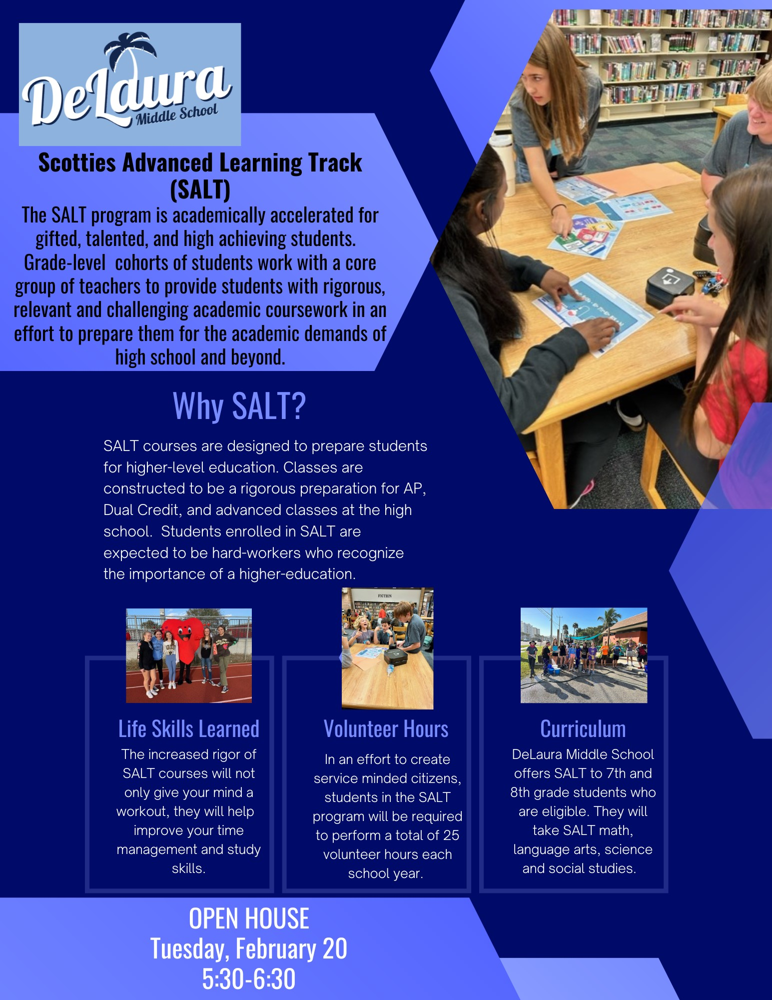 DeLaura
Middle School
Scotties Advanced Learning Track
(SALT)
The SALT program is academically accelerated for
gifted, talented, and high achieving students.
Grade-level  cohorts of students work with a core
group of teachers to provide students with rigorous,
relevant and challenging academic coursework in an
effort to prepare them for the academic demands of
high school and beyond.
Why SALT?
SALT courses are designed to prepare students
for higher-level education. Classes are
constructed to be a rigorous preparation for AP,
Dual Credit, and advanced classes at the high
school.  Students enrolled in SALT are
expected to be hard-workers who recognize
the importance of a higher-education.
FICTION
Life Skills Learned
The increased rigor of
SALT courses will not
only give your mind a
workout, they will help
improve your time
management and study
skills.
Volunteer Hours
In an effort to create
service minded citizens,
students in the SALT
program will be required
to perform a total of 25
volunteer hours each
school year.
Curriculum
DeLaura Middle School
offers SALT to 7th and
8th grade students who
are eligible. They will
take SALT math,
language arts, science
and social studies.
OPEN HOUSE
Tuesday, February 20
5:30-6:30